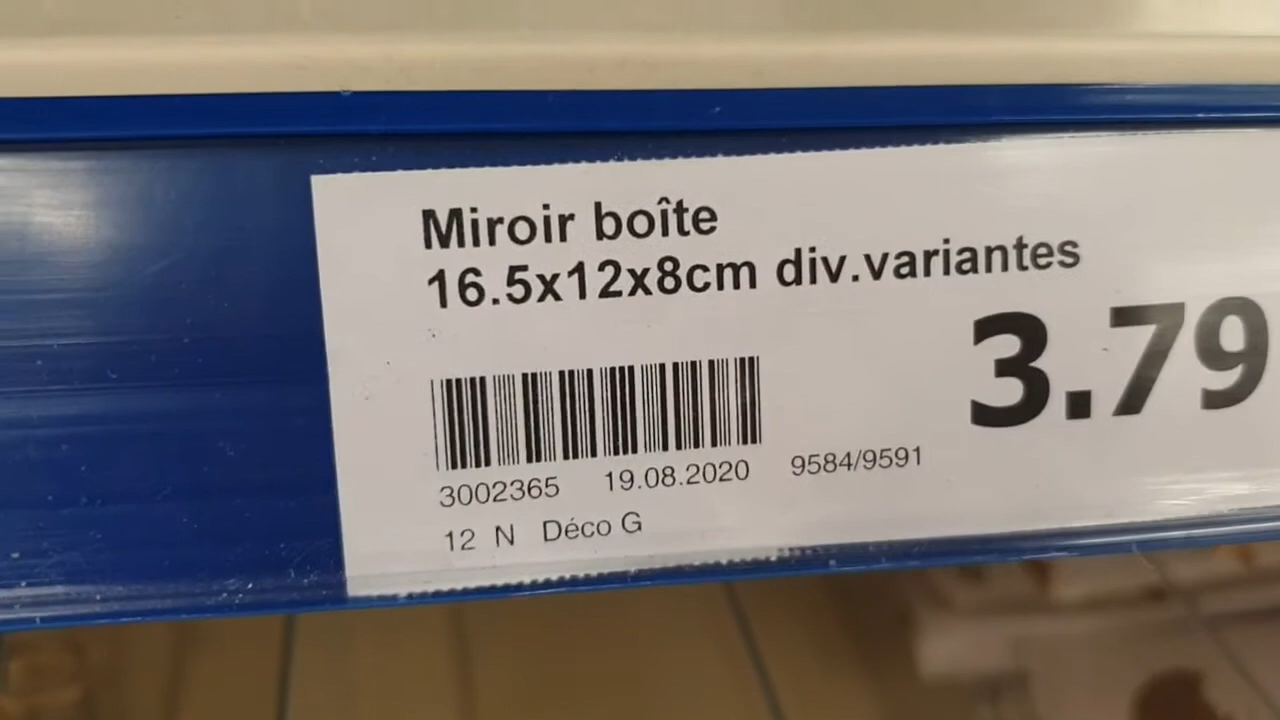 Miroir boîte
16.5x12x8cm div.variantes
3.79
3002365 19.08.2020 9584/9591
12 N Déco G